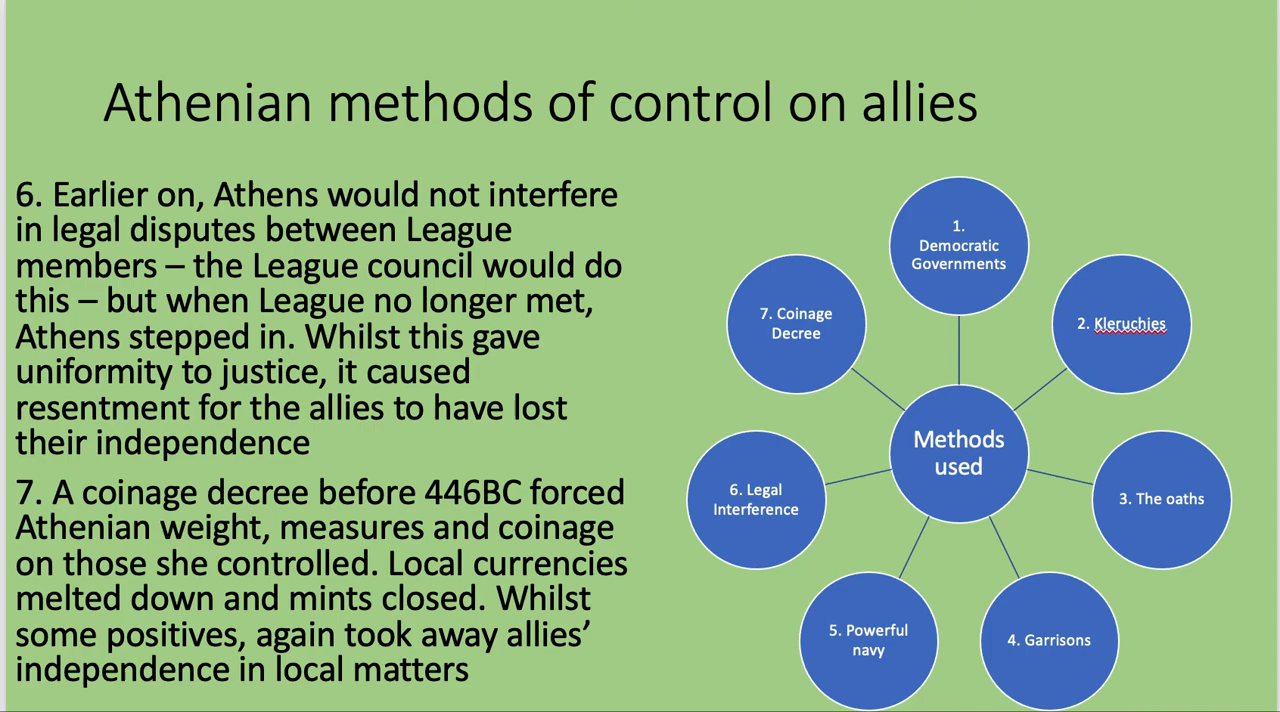 Athenian methods of control on allies
6. Earlier on, Athens would not interfere
in legal disputes between League
members – the League council would do
this – but when League no longer met,
Athens stepped in. Whilst this gave
uniformity to justice, it caused
resentment for the allies to have lost
their independence
7. A coinage decree before 446BC forced
Athenian weight, measures and coinage
on those she controlled. Local currencies
melted down and mints closed. Whilst
some positives, again took away allies’
independence in local matters
1.
Democratic
Governments
2. Kleruchies
3. The oaths
4. Garrisons
5. Powerful
navy
6. Legal
Interference
7. Coinage
Decree
Methods
used